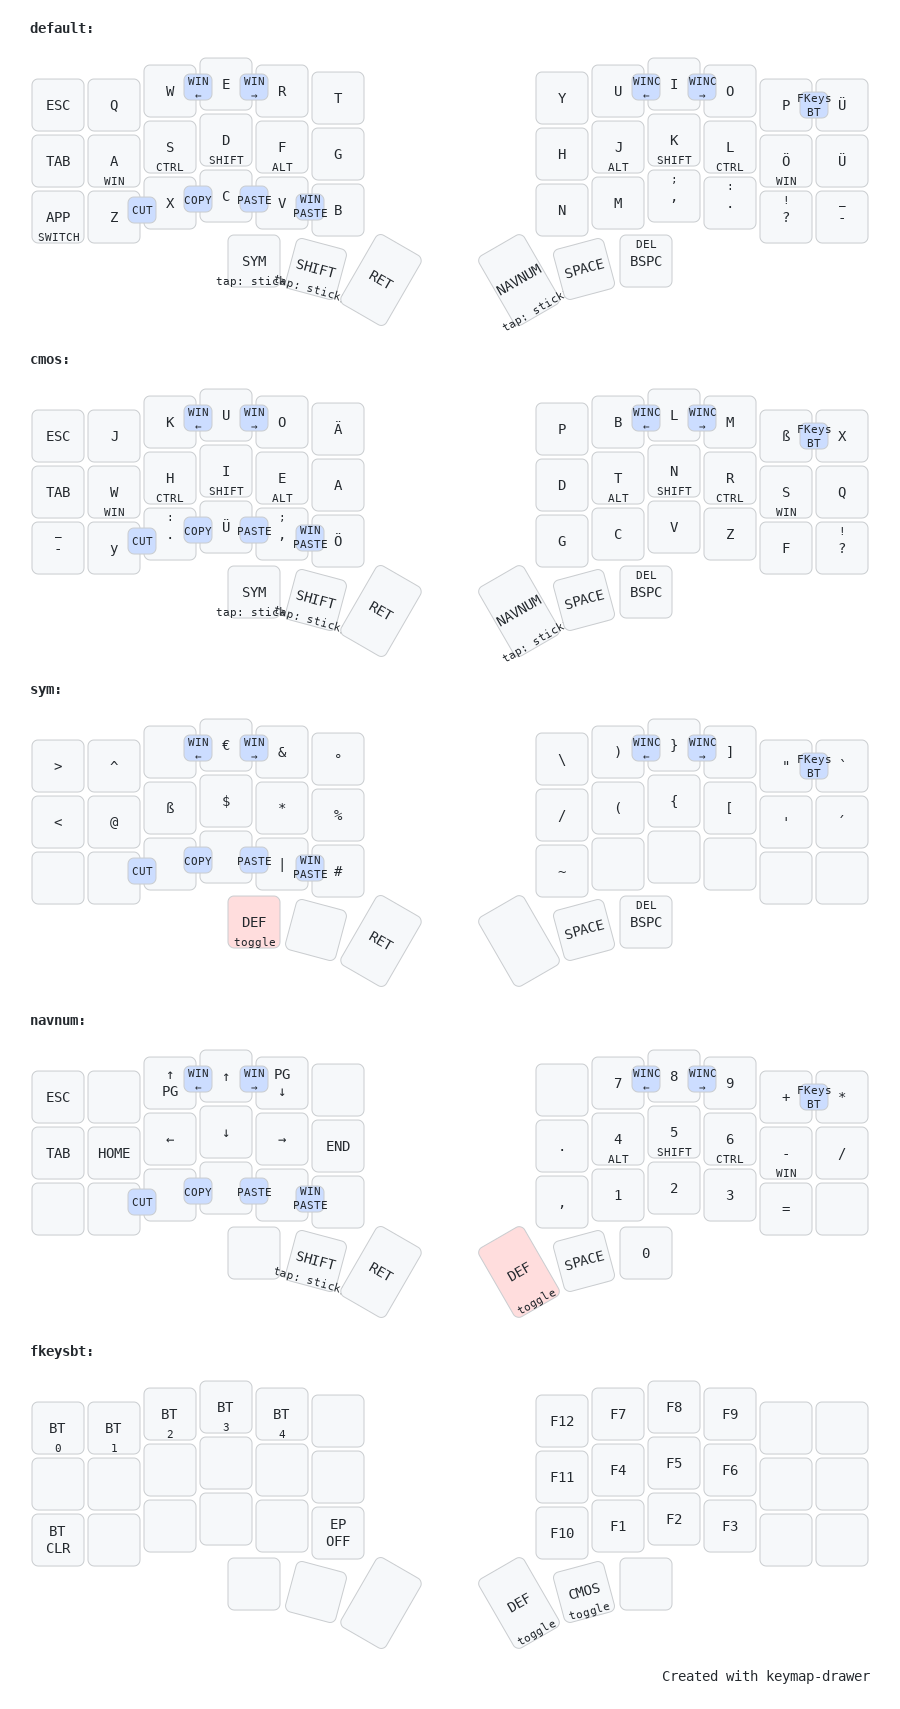 default:
ESC Q W WIN ← E WIN → R T Y U WINC ← I WINC → O P FKeys BT Ü
TAB A WIN S CTRL D SHIFT F ALT G H J ALT K SHIFT L CTRL Ö WIN Ü
APP SWITCH Z CUT X COPY C PASTE V WIN PASTE B N M ; , : . ! ? _ -
SYM tap: stick SHIFT tap: stick RET NAVNUM tap: stick SPACE DEL BSPC
cmos:
ESC J K WIN ← U WIN → O Ä P B WINC ← L WINC → M ß FKeys BT X
TAB W WIN H CTRL I SHIFT E ALT A D T ALT N SHIFT R CTRL S WIN Q
_ - y CUT : . COPY Ü PASTE ; , WIN PASTE Ö G C V Z F ! ?
SYM tap: stick SHIFT tap: stick RET NAVNUM tap: stick SPACE DEL BSPC
sym:
> ^ WIN ← € WIN → & ° \ ) WINC ← } WINC → ] " FKeys BT `
< @ ß $ * % / ( { [ ' ´
CUT COPY PASTE | WIN PASTE # ~
DEF toggle RET SPACE DEL BSPC
navnum:
ESC ↑ PG WIN ← ↑ WIN → PG ↓ 7 WINC ← 8 WINC → 9 + FKeys BT *
TAB HOME ← ↓ → END . 4 ALT 5 SHIFT 6 CTRL - WIN /
CUT COPY PASTE WIN PASTE , 1 2 3 =
SHIFT tap: stick RET DEF toggle SPACE 0
fkeysbt:
BT 0 BT 1 BT 2 BT 3 BT 4 F12 F7 F8 F9
F11 F4 F5 F6
BT CLR EP OFF F10 F1 F2 F3
DEF toggle CMOS toggle
Created with keymap-drawer